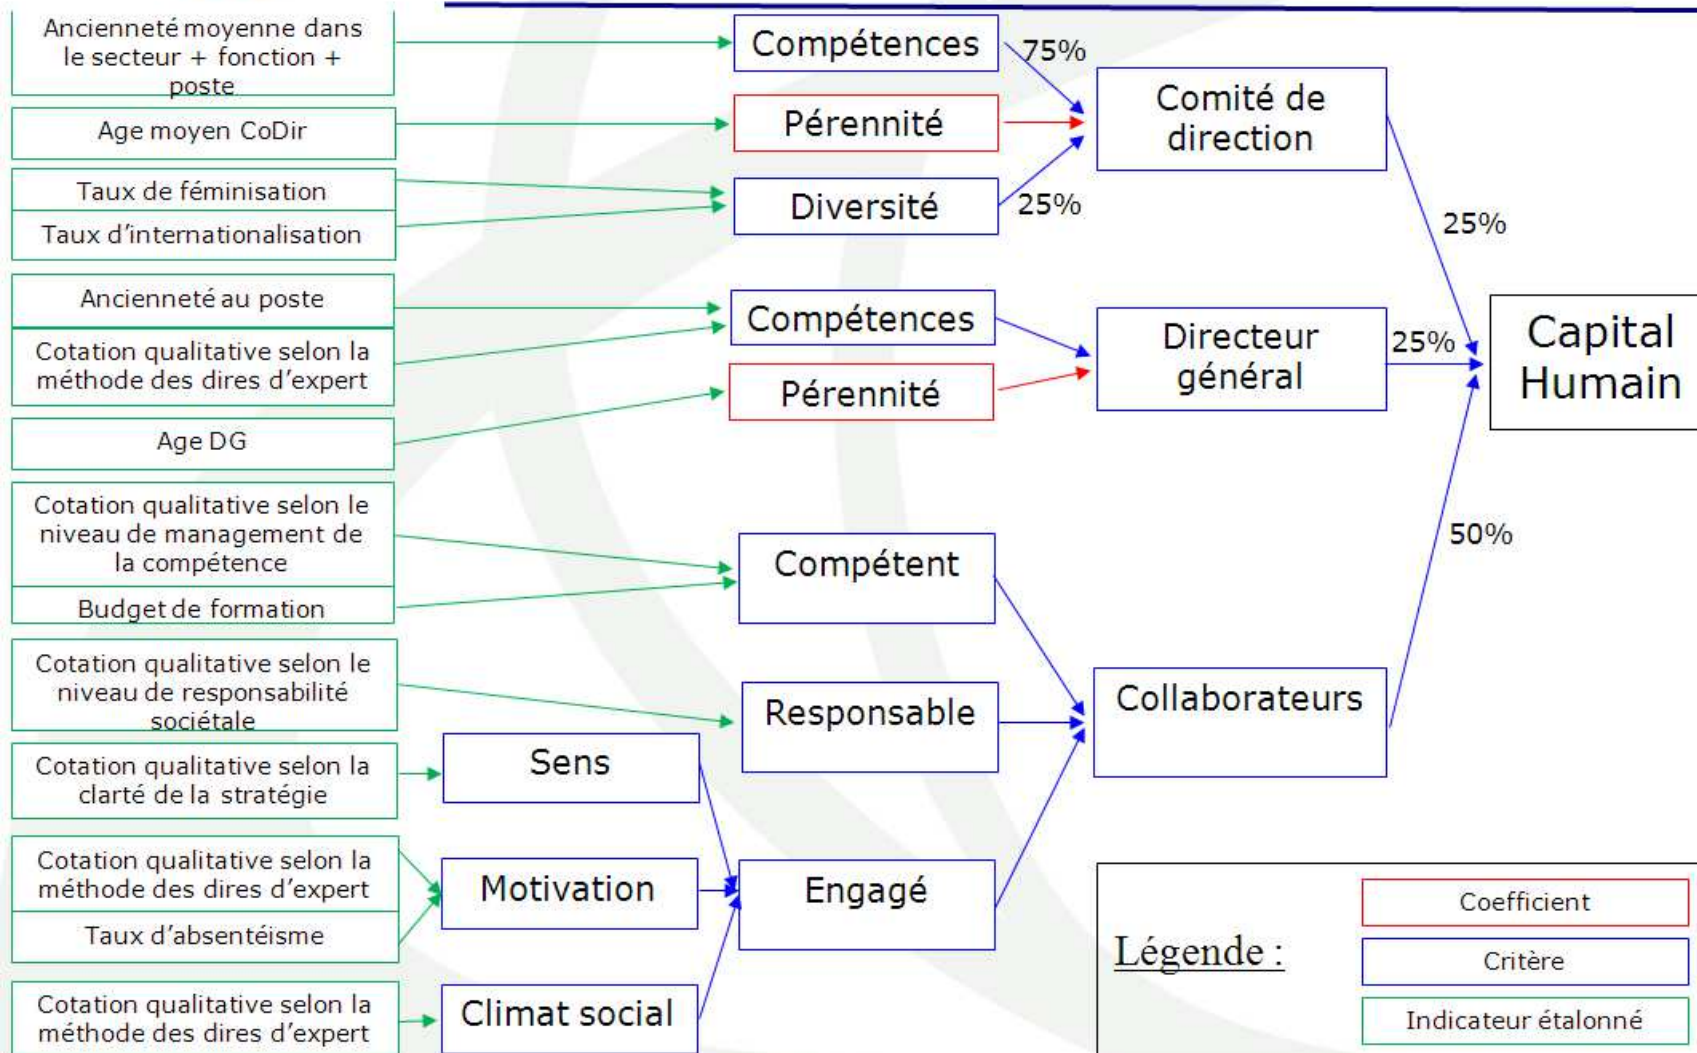 Ancienneté moyenne dans
le secteur + fonction +
poste
Age moyen CoDir
Taux de féminisation
Taux d'internationalisation
Ancienneté au poste
Cotation qualitative selon la
méthode des dires d'expert
Age DG
Cotation qualitative selon le
niveau de management de
la compétence
Budget de formation
Cotation qualitative selon le
niveau de responsabilité
sociétale
Cotation qualitative selon la
clarté de la stratégie
Cotation qualitative selon la
méthode des dires d'expert
Taux d'absentéisme
Cotation qualitative selon la
méthode des dires d'expert
Sens
Motivation
Climat social
Compétences
Pérennité
Diversité
Compétences
Pérennité
Compétent
Responsable
Engagé
75%
25%
Comité de
direction
Directeur
général
Collaborateurs
25%
25%
50%
Capital
Humain
Légende :
Coefficient
Critère
Indicateur étalonné